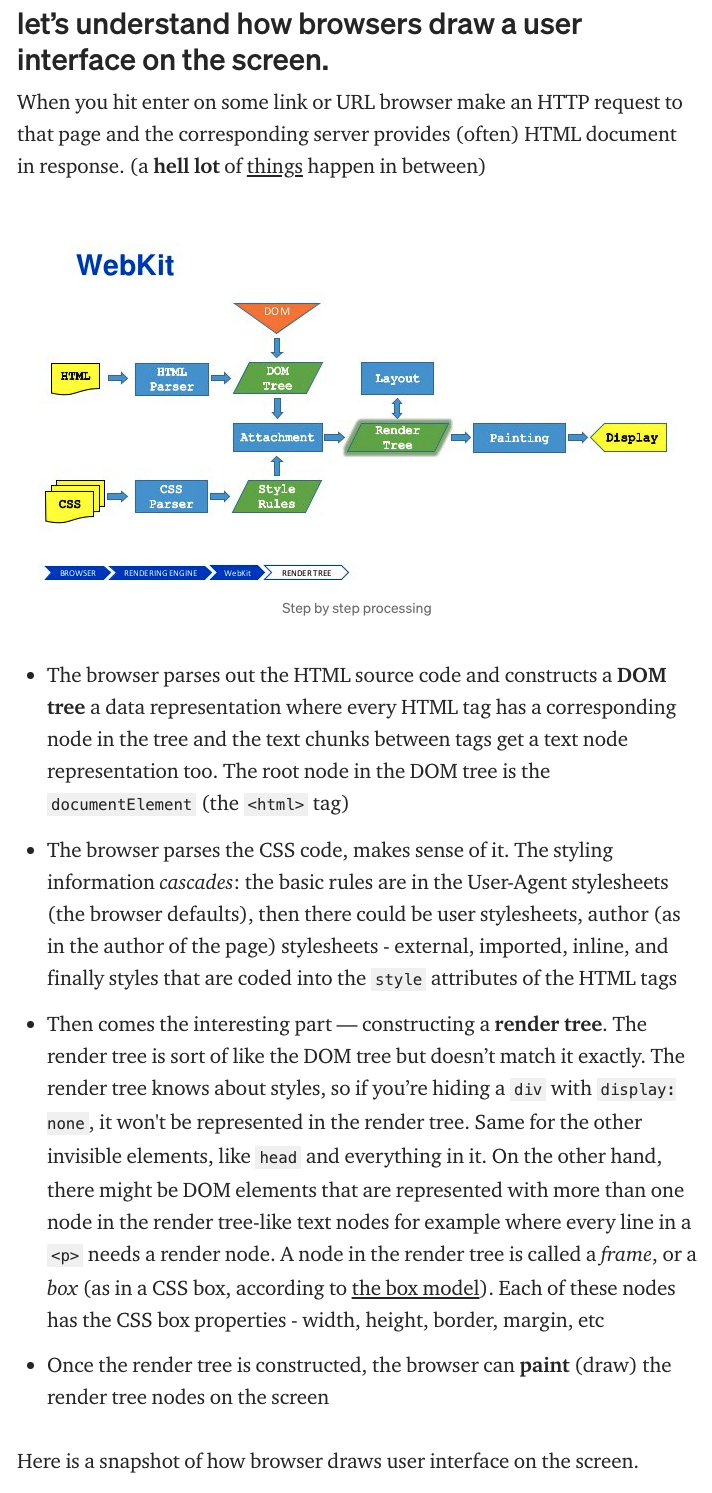 let’s understand how browsers draw a user
interface on the screen.
When you hit enter on some link or URL browser make an HTTP request to
that page and the corresponding server provides (often) HTML document
in response. (a hell lot of things happen in between)
WebKit
DOM
HTML
HTML
Parser
DOM
Tree
Layout
Attachment
Render
Tree
Painting
Display
CSS
CSS
Parser
Style
Rules
BROWSER
RENDERING ENGINE
WebKit
RENDER TREE
Step by step processing
• The browser parses out the HTML source code and constructs a DOM
tree a data representation where every HTML tag has a corresponding
node in the tree and the text chunks between tags get a text node
representation too. The root node in the DOM tree is the
documentElement (the <html> tag)
• The browser parses the CSS code, makes sense of it. The styling
information cascades: the basic rules are in the User-Agent stylesheets
(the browser defaults), then there could be user stylesheets, author (as
in the author of the page) stylesheets - external, imported, inline, and
finally styles that are coded into the style attributes of the HTML tags
• Then comes the interesting part — constructing a render tree. The
render tree is sort of like the DOM tree but doesn’t match it exactly. The
render tree knows about styles, so if you’re hiding a div with display:
none, it won't be represented in the render tree. Same for the other
invisible elements, like head and everything in it. On the other hand,
there might be DOM elements that are represented with more than one
node in the render tree-like text nodes for example where every line in a
<p> needs a render node. A node in the render tree is called a frame, or a
box (as in a CSS box, according to the box model). Each of these nodes
has the CSS box properties - width, height, border, margin, etc
• Once the render tree is constructed, the browser can paint (draw) the
render tree nodes on the screen
Here is a snapshot of how browser draws user interface on the screen.